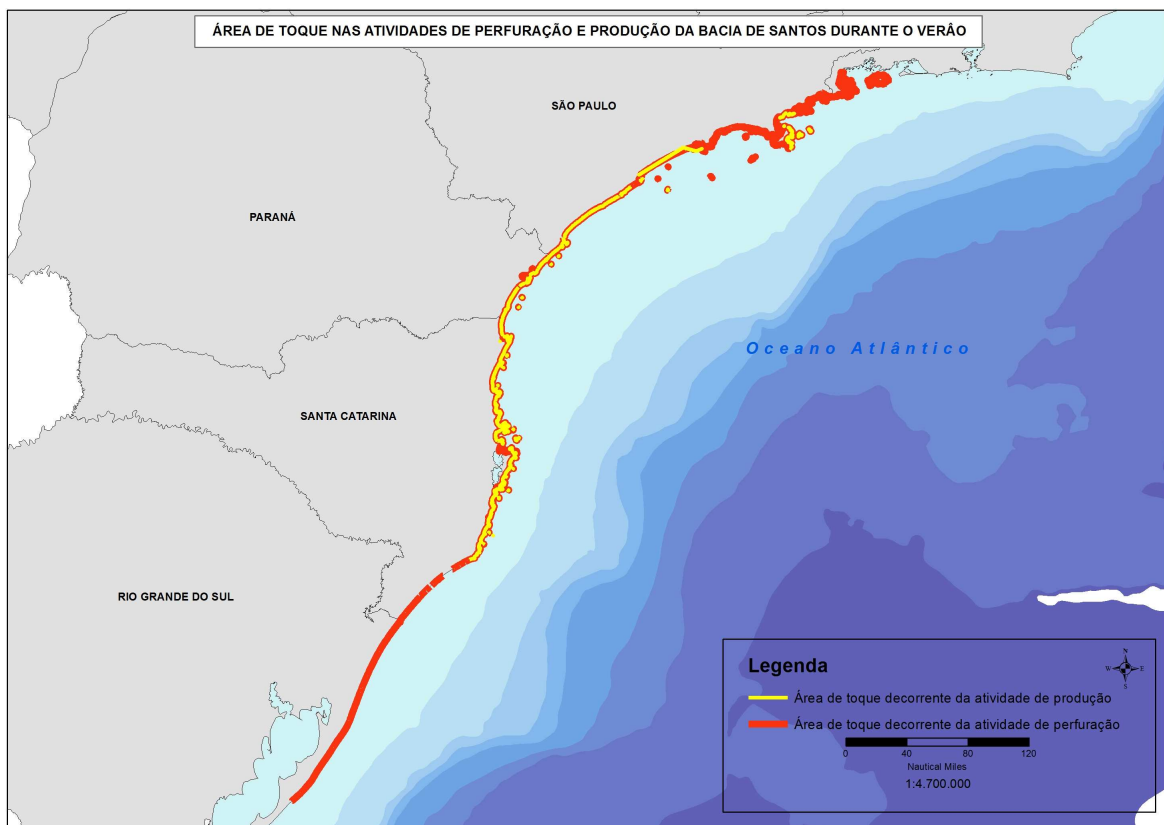 ÁREA DE TOQUE NAS ATIVIDADES DE PERFURAÇÃO E PRODUÇÃO DA BACIA DE SANTOS DURANTE O VERÂO
SÃO PAULO
PARANÁ
Oceano Atlântico
SANTA CATARINA
RIO GRANDE DO SUL
Legenda
N
W E
S
Área de toque decorrente da atividade de produção
Área de toque decorrente da atividade de perfuração
0 40 80 120
Nautical Miles
1:4.700.000